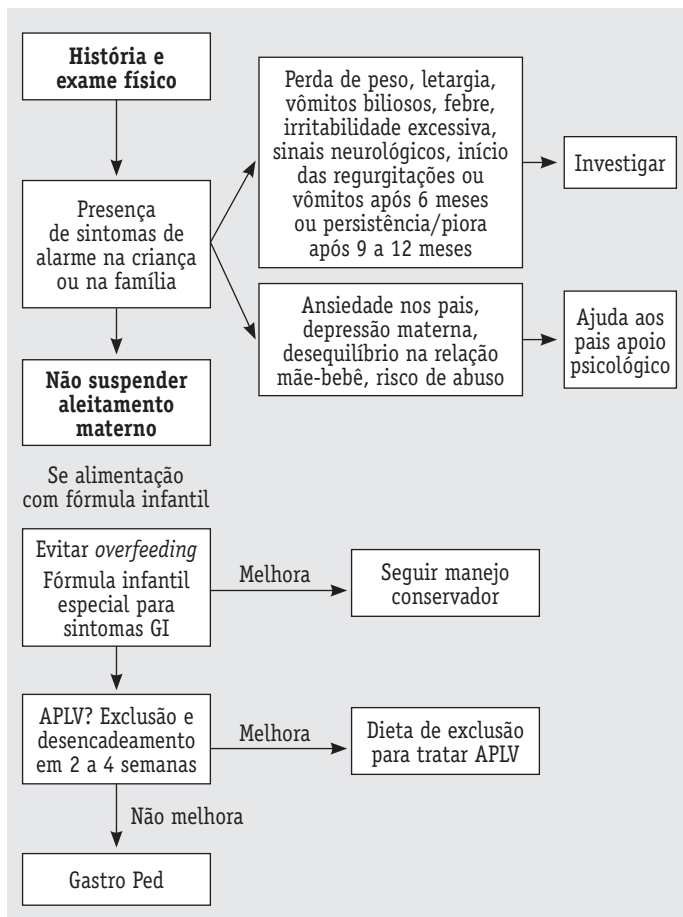 História e
exame físico
Presença
de sintomas de
alarme na criança
ou na família
Perda de peso, letargia,
vômitos biliosos, febre,
irritabilidade excessiva,
sinais neurológicos, início
das regurgitações ou
vômitos após 6 meses
ou persistência/piora
após 9 a 12 meses
Investigar
Ansiedade nos pais,
depressão materna,
desequilíbrio na relação
mãe-bebê, risco de abuso
Ajuda aos
pais apoio
psicológico
Não suspender
aleitamento
materno
Se alimentação
com fórmula infantil
Evitar overfeeding
Fórmula infantil
especial para
sintomas GI
Melhora
Seguir manejo
conservador
APLV? Exclusão e
desencadeamento
em 2 a 4 semanas
Melhora
Dieta de exclusão
para tratar APLV
Não melhora
Gastro Ped